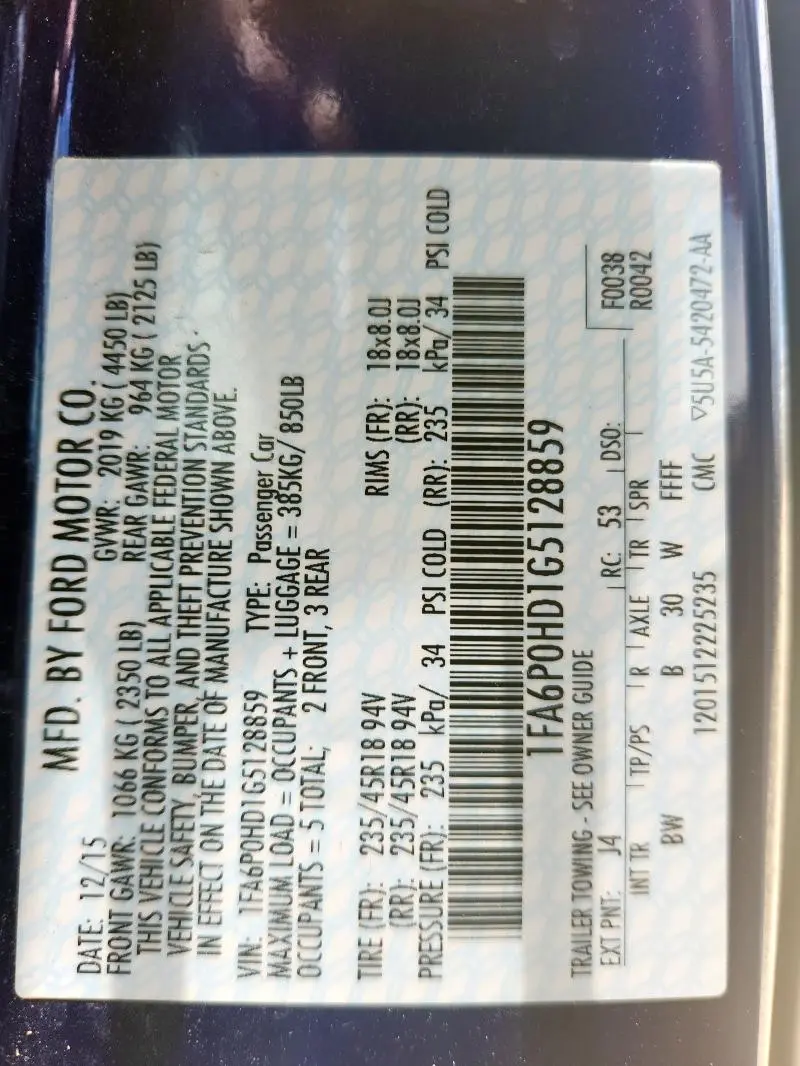 MFD. BY FORD MOTOR CO.
DATE: 12/15 GVWR: 2019 KG ( 4450 LB)
FRONT GAWR: 1066 KG ( 2350 LB) REAR GAWR: 964 KG ( 2125 LB)
THIS VEHICLE CONFORMS TO ALL APPLICABLE FEDERAL MOTOR
VEHICLE SAFETY, BUMPER, AND THEFT PREVENTION STANDARDS
IN EFFECT ON THE DATE OF MANUFACTURE SHOWN ABOVE.
VIN: 1FA6P0HD1G5128859 TYPE: Passenger Car
MAXIMUM LOAD = OCCUPANTS + LUGGAGE = 385KG/ 850LB
OCCUPANTS = 5 TOTAL; 2 FRONT, 3 REAR
TIRE (FR): 235/45R18 94V RIMS (FR): 18x8.0J
(RR): 235/45R18 94V (RR): 18x8.0J
PRESSURE (FR): 235 kPa/ 34 PSI COLD (RR): 235 kPa/ 34 PSI COLD
1FA6P0HD1G5128859
TRAILER TOWING - SEE OWNER GUIDE
EXT PNT: J4 RC: 53 DSO: F0038
INT TR TP/PS R AXLE TR SPR R0042
BW B 30 W FFFF
1201512225235 CMC ▽5U5A-5420472-AA